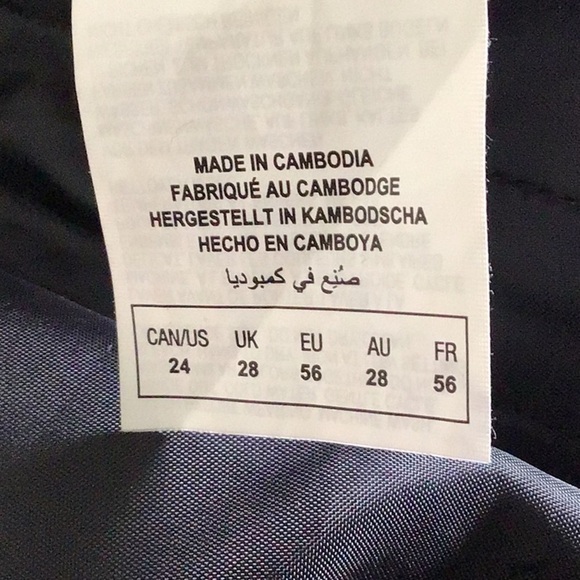 MADE IN CAMBODIA
FABRIQUÉ AU CAMBODGE
HERGESTELLT IN KAMBODSCHA
HECHO EN CAMBOYA
صُنِع في كمبوديا
CAN/US UK EU AU FR
24 28 56 28 56